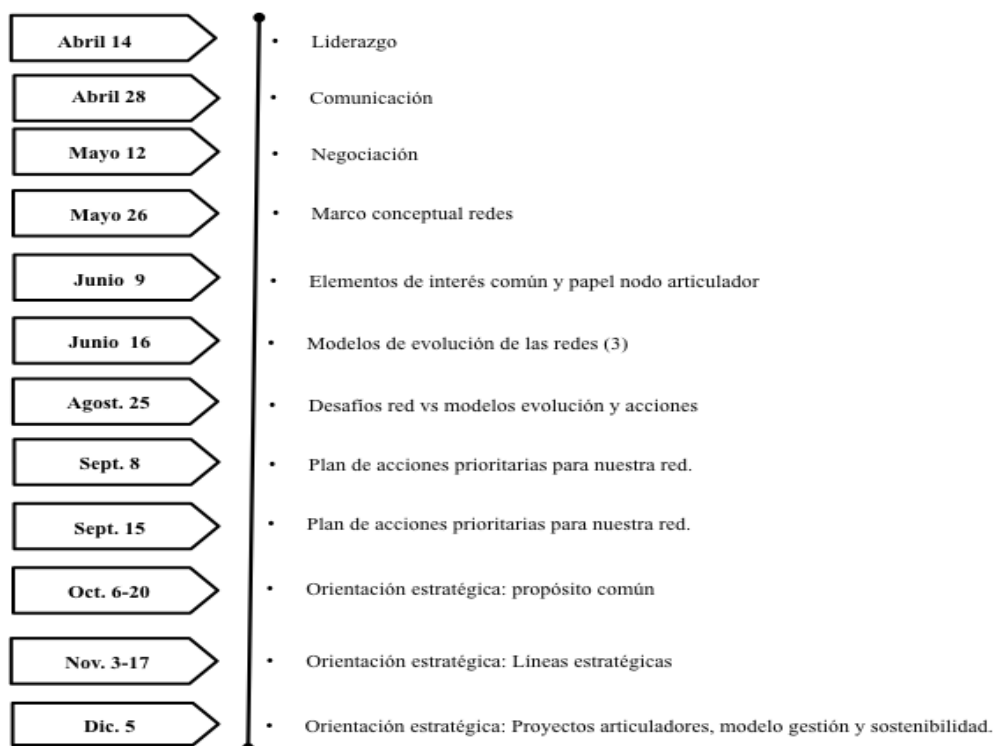 Abril 14 • Liderazgo
Abril 28 • Comunicación
Mayo 12 • Negociación
Mayo 26 • Marco conceptual redes
Junio 9 • Elementos de interés común y papel nodo articulador
Junio 16 • Modelos de evolución de las redes (3)
Agost. 25 • Desafíos red vs modelos evolución y acciones
Sept. 8 • Plan de acciones prioritarias para nuestra red.
Sept. 15 • Plan de acciones prioritarias para nuestra red.
Oct. 6-20 • Orientación estratégica: propósito común
Nov. 3-17 • Orientación estratégica: Líneas estratégicas
Dic. 5 • Orientación estratégica: Proyectos articuladores, modelo gestión y sostenibilidad.